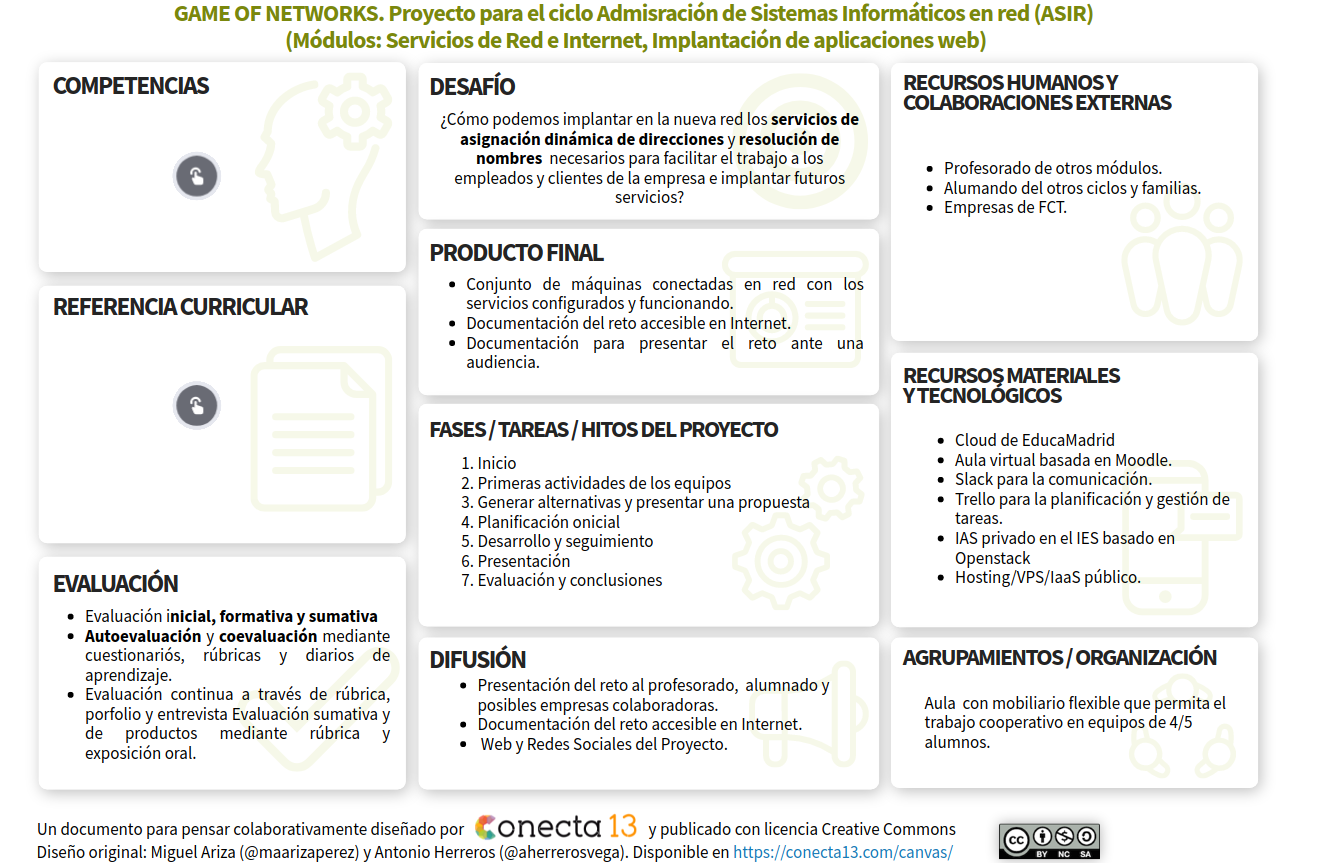 GAME OF NETWORKS. Proyecto para el ciclo Admisración de Sistemas Informáticos en red (ASIR)
(Módulos: Servicios de Red e Internet, Implantación de aplicaciones web)
COMPETENCIAS
REFERENCIA CURRICULAR
EVALUACIÓN
• Evaluación inicial, formativa y sumativa
• Autoevaluación y coevaluación mediante
cuestionariós, rúbricas y diarios de
aprendizaje.
• Evaluación continua a través de rúbrica,
porfolio y entrevista Evaluación sumativa y
de productos mediante rúbrica y
exposición oral.
DESAFÍO
¿Cómo podemos implantar en la nueva red los servicios de
asignación dinámica de direcciones y resolución de
nombres necesarios para facilitar el trabajo a los
empleados y clientes de la empresa e implantar futuros
servicios?
PRODUCTO FINAL
• Conjunto de máquinas conectadas en red con los
servicios configurados y funcionando.
• Documentación del reto accesible en Internet.
• Documentación para presentar el reto ante una
audiencia.
FASES / TAREAS / HITOS DEL PROYECTO
1. Inicio
2. Primeras actividades de los equipos
3. Generar alternativas y presentar una propuesta
4. Planificación onicial
5. Desarrollo y seguimiento
6. Presentación
7. Evaluación y conclusiones
DIFUSIÓN
• Presentación del reto al profesorado, alumnado y
posibles empresas colaboradoras.
• Documentación del reto accesible en Internet.
• Web y Redes Sociales del Proyecto.
RECURSOS HUMANOS Y
COLABORACIONES EXTERNAS
• Profesorado de otros módulos.
• Alumando del otros ciclos y familias.
• Empresas de FCT.
RECURSOS MATERIALES
Y TECNOLÓGICOS
• Cloud de EducaMadrid
• Aula virtual basada en Moodle.
• Slack para la comunicación.
• Trello para la planificación y gestión de
tareas.
• IAS privado en el IES basado en
Openstack
• Hosting/VPS/IaaS público.
AGRUPAMIENTOS / ORGANIZACIÓN
Aula con mobiliario flexible que permita el
trabajo cooperativo en equipos de 4/5
alumnos.
Un documento para pensar colaborativamente diseñado por Conecta 13 y publicado con licencia Creative Commons
Diseño original: Miguel Ariza (@maarizaperez) y Antonio Herreros (@aherrerosvega). Disponible en https://conecta13.com/canvas/
cc BY NC SA